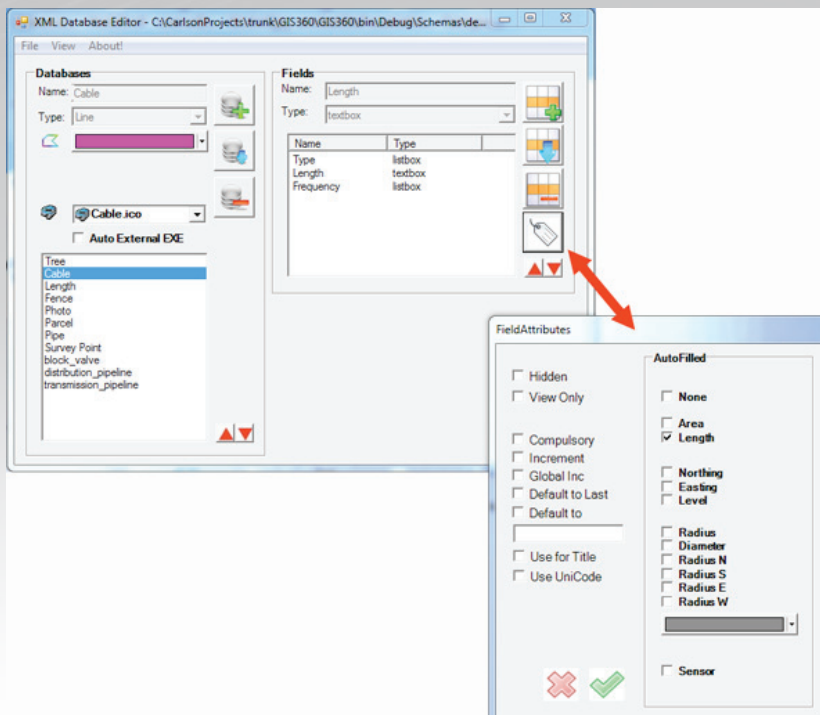 XML Database Editor - C:\CarlsonProjects\trunk\GIS360\GIS360\bin\Debug\Schemas\de...
File View About!
Databases
Name: Cable
Type: Line
Cable.ico
Auto External EXE
Tree
Cable
Length
Fence
Photo
Parcel
Pipe
Survey Point
block_valve
distribution_pipeline
transmission_pipeline
Fields
Name: Length
Type: textbox
Name Type
Type listbox
Length textbox
Frequency listbox
FieldAttributes
Hidden
View Only
Compulsory
Increment
Global Inc
Default to Last
Default to
Use for Title
Use UniCode
AutoFilled
None
Area
Length
Northing
Easting
Level
Radius
Diameter
Radius N
Radius S
Radius E
Radius W
Sensor